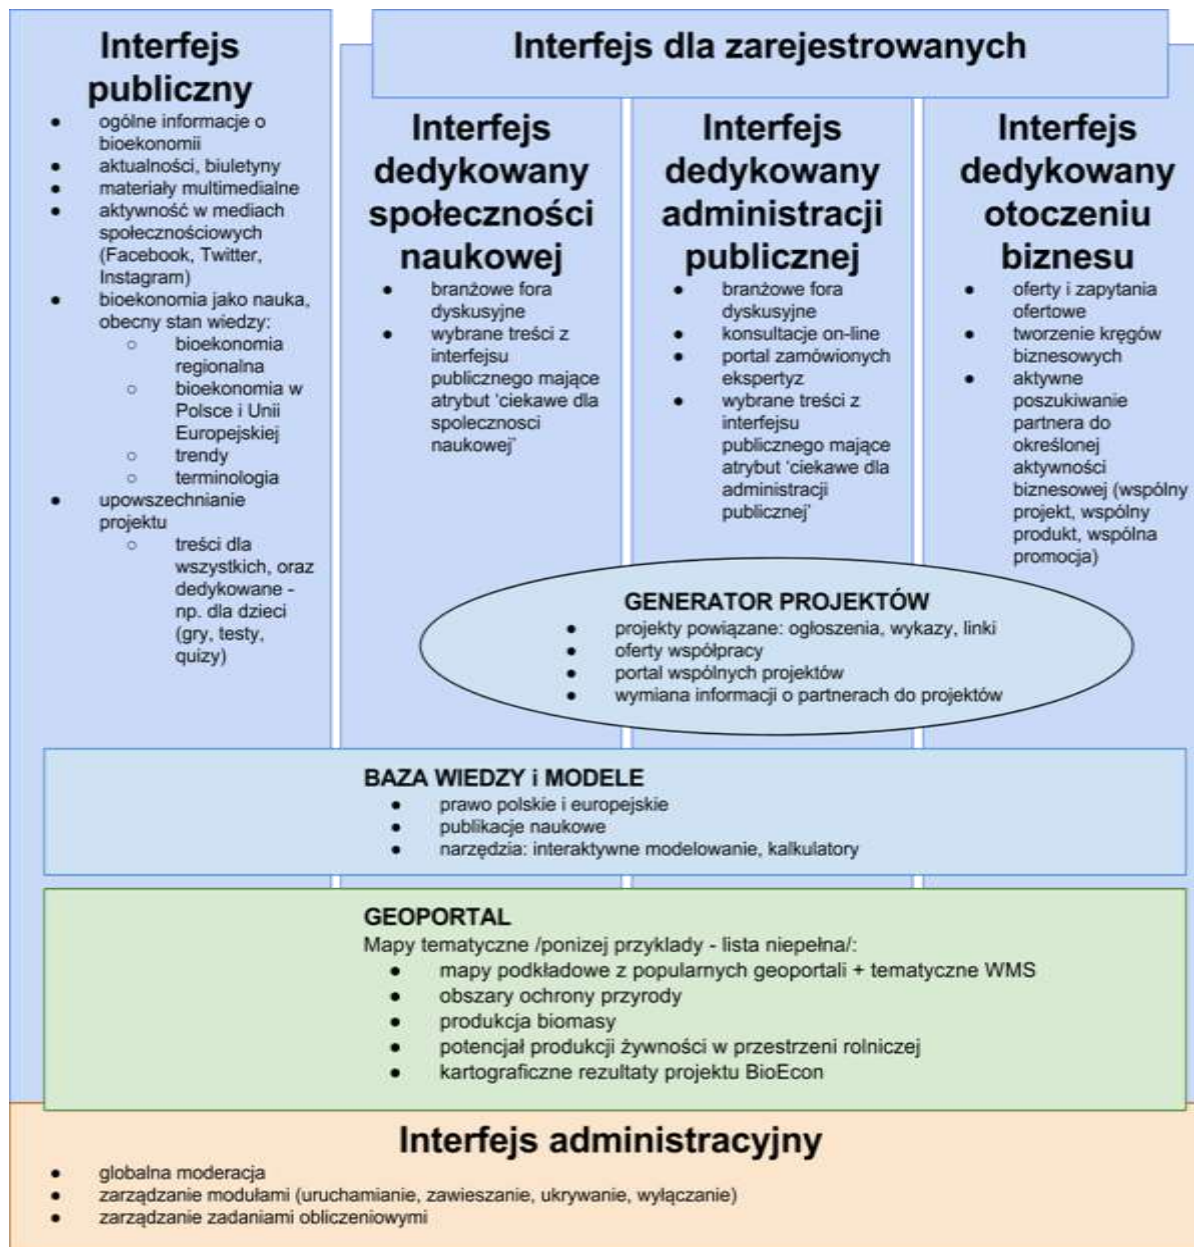 Interfejs
publiczny
● ogólne informacje o
bioekonomii
● aktualności, biuletyny
● materiały multimedialne
● aktywność w mediach
społecznościowych
(Facebook, Twitter,
Instagram)
● bioekonomia jako nauka,
obecny stan wiedzy:
○ bioekonomia
regionalna
○ bioekonomia w
Polsce i Unii
Europejskiej
○ trendy
○ terminologia
● upowszechnianie
projektu
○ treści dla
wszystkich, oraz
dedykowane -
np. dla dzieci
(gry, testy,
quizy)
Interfejs dla zarejestrowanych
Interfejs
dedykowany
społeczności
naukowej
● branżowe fora
dyskusyjne
● wybrane treści z
interfejsu
publicznego mające
atrybut 'ciekawe dla
spolecznosci
naukowej'
Interfejs
dedykowany
administracji
publicznej
● branżowe fora
dyskusyjne
● konsultacje on-line
● portal zamówionych
ekspertyz
● wybrane treści z
interfejsu
publicznego mające
atrybut 'ciekawe dla
administracji
publicznej'
Interfejs
dedykowany
otoczeniu
biznesu
● oferty i zapytania
ofertowe
● tworzenie kręgów
biznesowych
● aktywne
poszukiwanie
partnera do
określonej
aktywności
biznesowej (wspólny
projekt, wspólny
produkt, wspólna
promocja)
GENERATOR PROJEKTÓW
● projekty powiązane: ogłoszenia, wykazy, linki
● oferty współpracy
● portal wspólnych projektów
● wymiana informacji o partnerach do projektów
BAZA WIEDZY i MODELE
● prawo polskie i europejskie
● publikacje naukowe
● narzędzia: interaktywne modelowanie, kalkulatory
GEOPORTAL
Mapy tematyczne /ponizej przyklady - lista niepełna/:
● mapy podkładowe z popularnych geoportali + tematyczne WMS
● obszary ochrony przyrody
● produkcja biomasy
● potencjał produkcji żywności w przestrzeni rolniczej
● kartograficzne rezultaty projektu BioEcon
Interfejs administracyjny
● globalna moderacja
● zarządzanie modułami (uruchamianie, zawieszanie, ukrywanie, wyłączanie)
● zarządzanie zadaniami obliczeniowymi